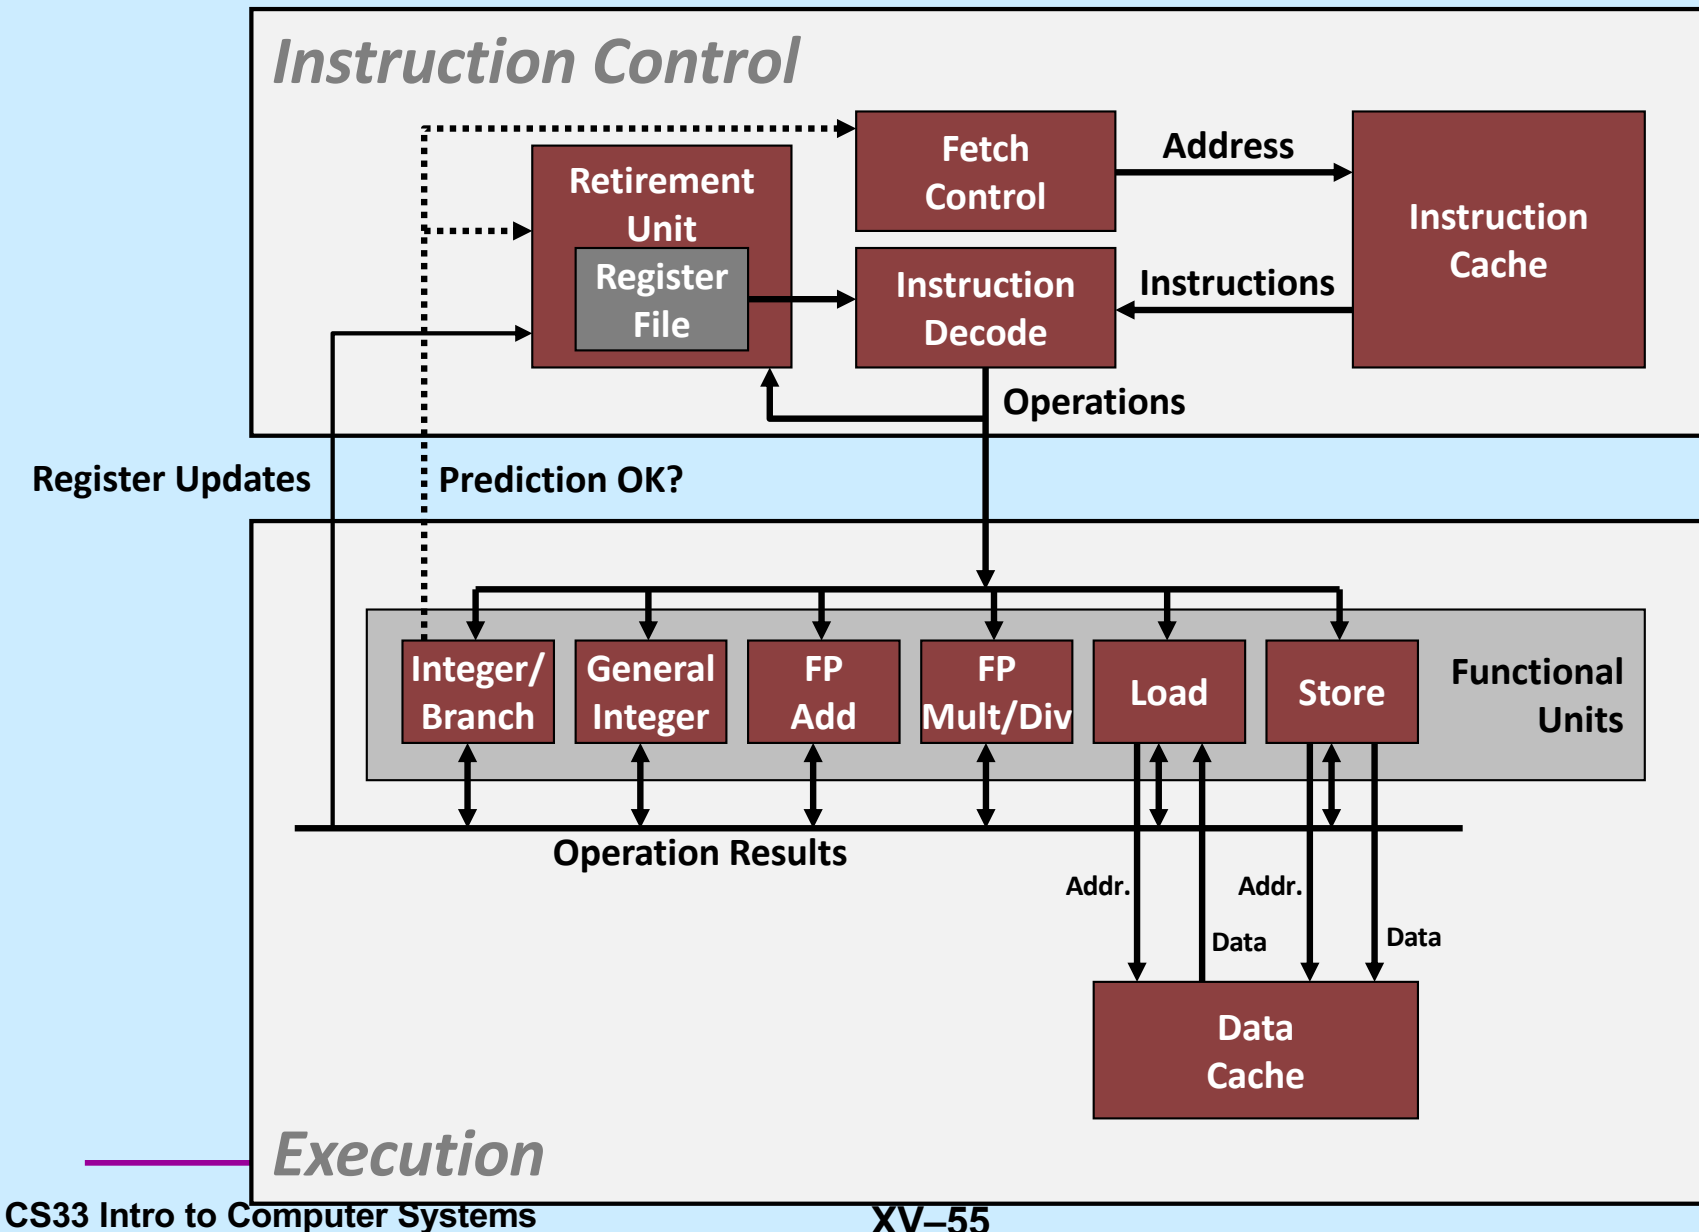 Instruction Control
Fetch
Control
Address
Instruction
Cache
Retirement
Unit
Register
File
Instruction
Decode
Instructions
Operations
Register Updates
Prediction OK?
Integer/
Branch
General
Integer
FP
Add
FP
Mult/Div
Load
Store
Functional
Units
Operation Results
Addr.
Addr.
Data
Data
Data
Cache
Execution
CS33 Intro to Computer Systems
XV–55